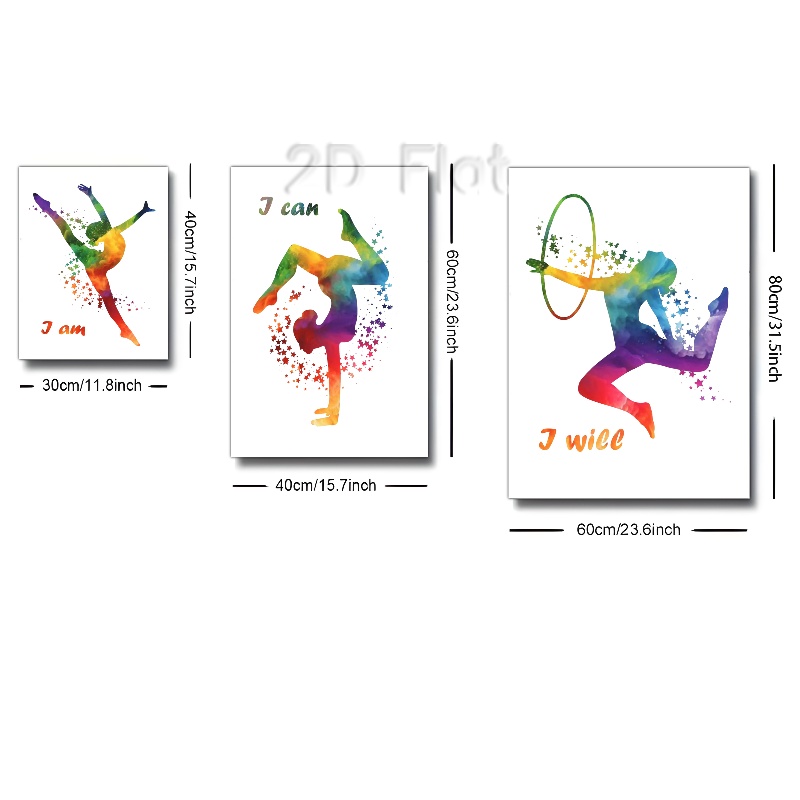 2D Flat
I am
40cm/15.7inch
30cm/11.8inch
I can
60cm/23.6inch
40cm/15.7inch
I will
80cm/31.5inch
60cm/23.6inch